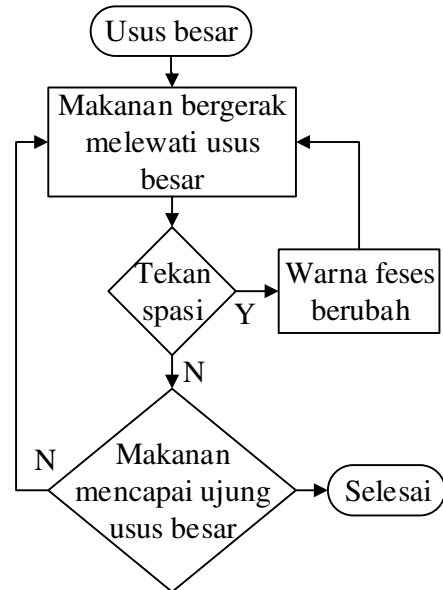 Usus besar
Makanan bergerak
melewati usus
besar
Tekan
spasi
Y
Warna feses
berubah
N
N
Makanan
mencapai ujung
usus besar
Selesai